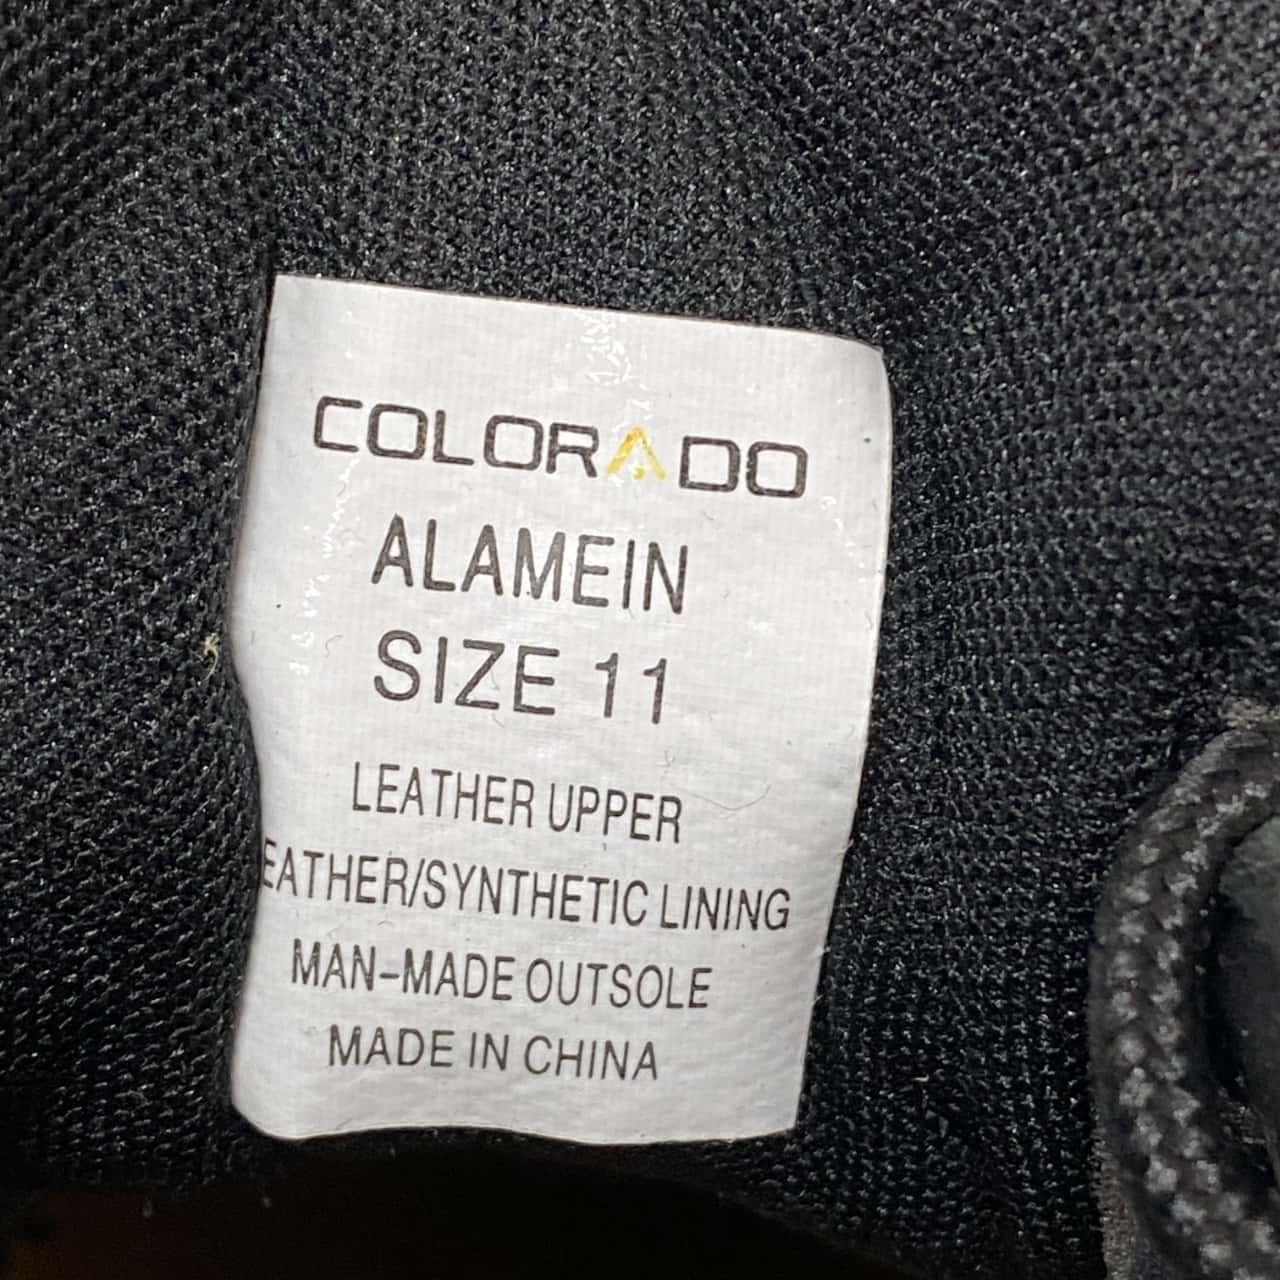 COLORADO
ALAMEIN
SIZE 11
LEATHER UPPER
EATHER/SYNTHETIC LINING
MAN-MADE OUTSOLE
MADE IN CHINA